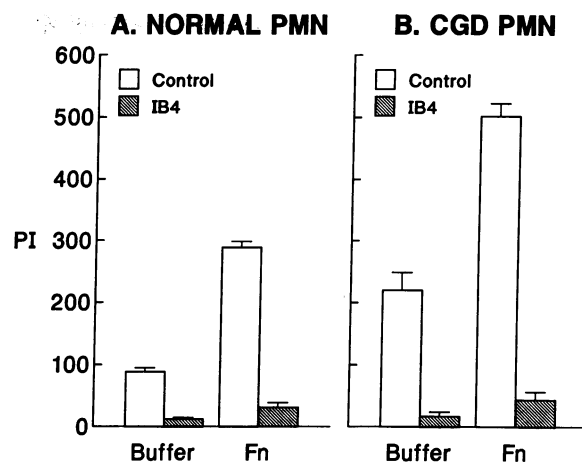 A. NORMAL PMN
B. CGD PMN
600
500
400
300
200
100
0
PI
Control
IB4
Control
IB4
Buffer
Fn
Buffer
Fn